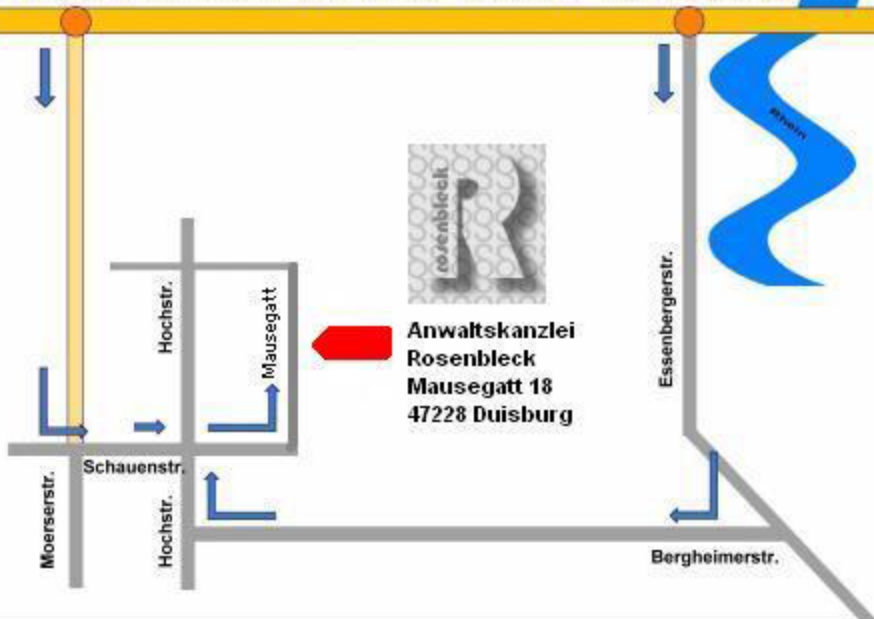 Rhein
rosenbleck
R
Hochstr.
Mausegatt
Anwaltskanzlei
Rosenbleck
Mausegatt 18
47228 Duisburg
Essenbergerstr.
Schauenstr.
Moerserstr.
Hochstr.
Bergheimerstr.